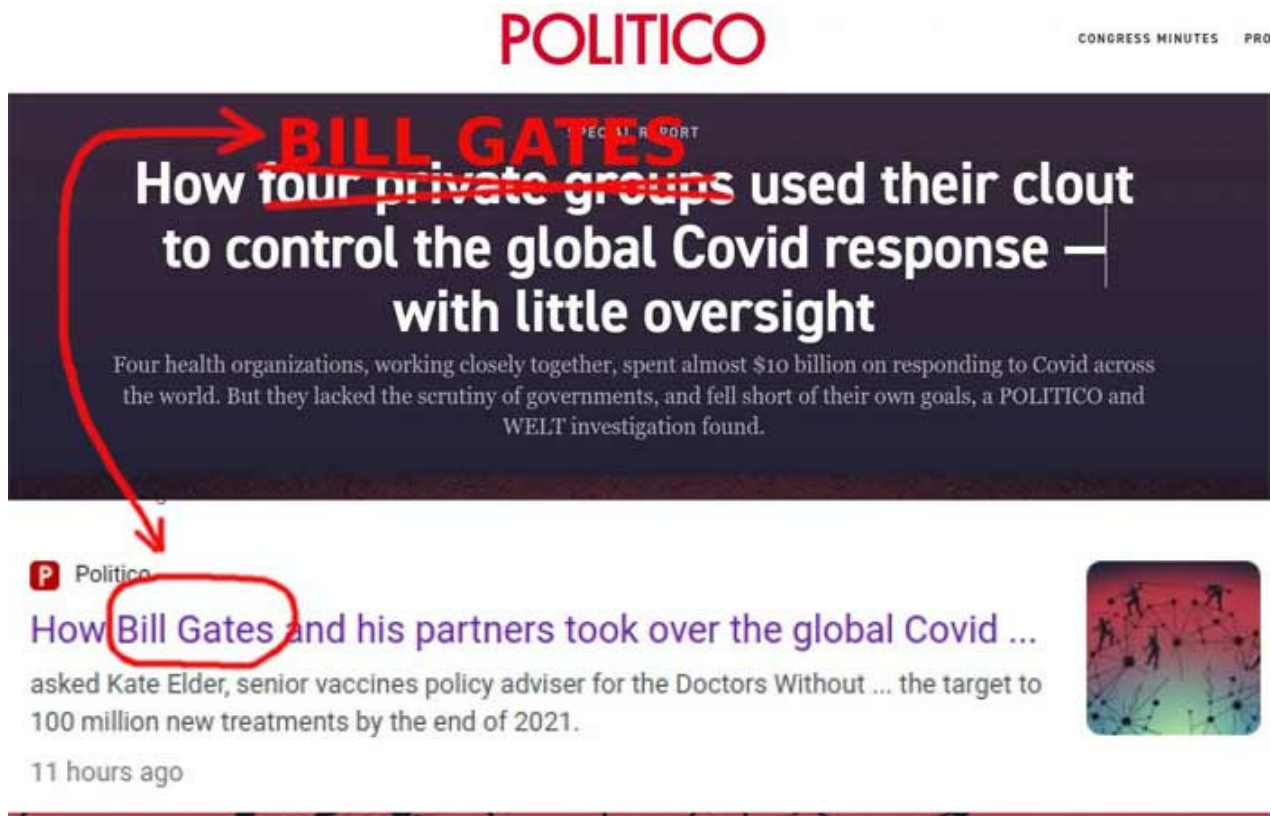 POLITICO
CONGRESS MINUTES PRO
SPECIAL REPORT
BILL GATES
How four private groups used their clout
to control the global Covid response —
with little oversight
Four health organizations, working closely together, spent almost $10 billion on responding to Covid across
the world. But they lacked the scrutiny of governments, and fell short of their own goals, a POLITICO and
WELT investigation found.
P Politico
How Bill Gates and his partners took over the global Covid ...
asked Kate Elder, senior vaccines policy adviser for the Doctors Without ... the target to
100 million new treatments by the end of 2021.
11 hours ago